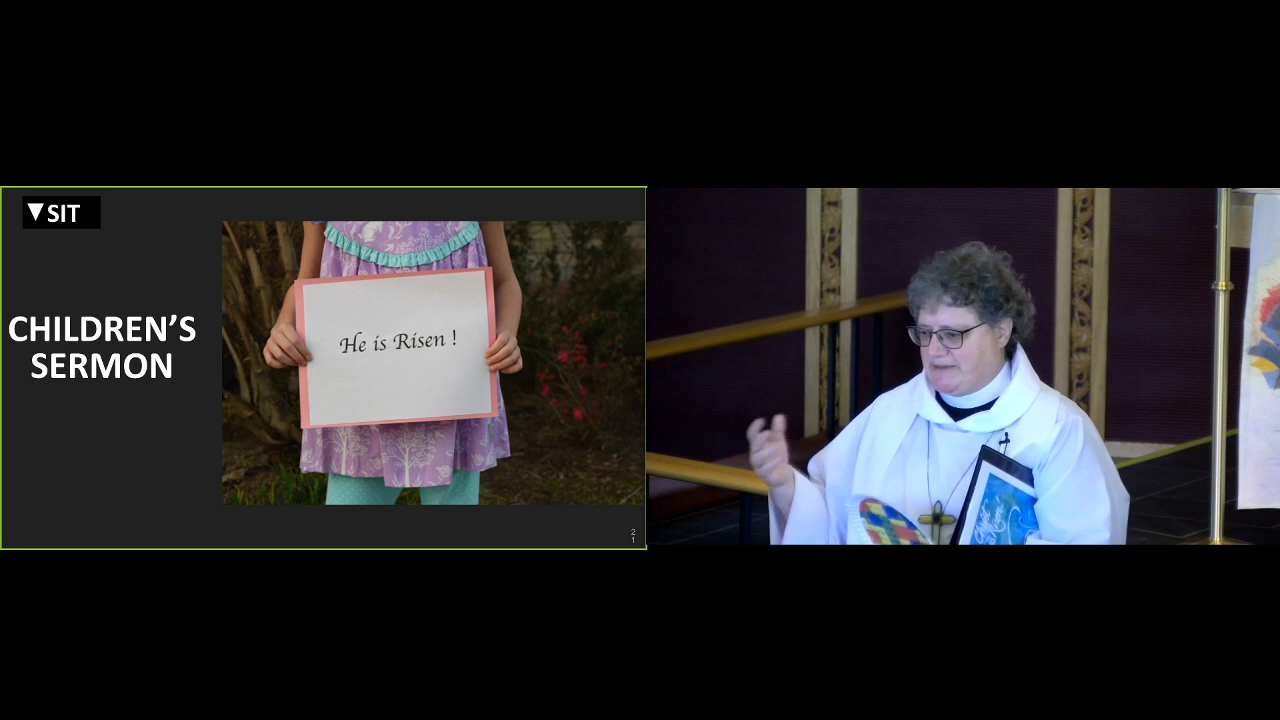 ▼SIT
CHILDREN’S
SERMON
He is Risen !
2
1